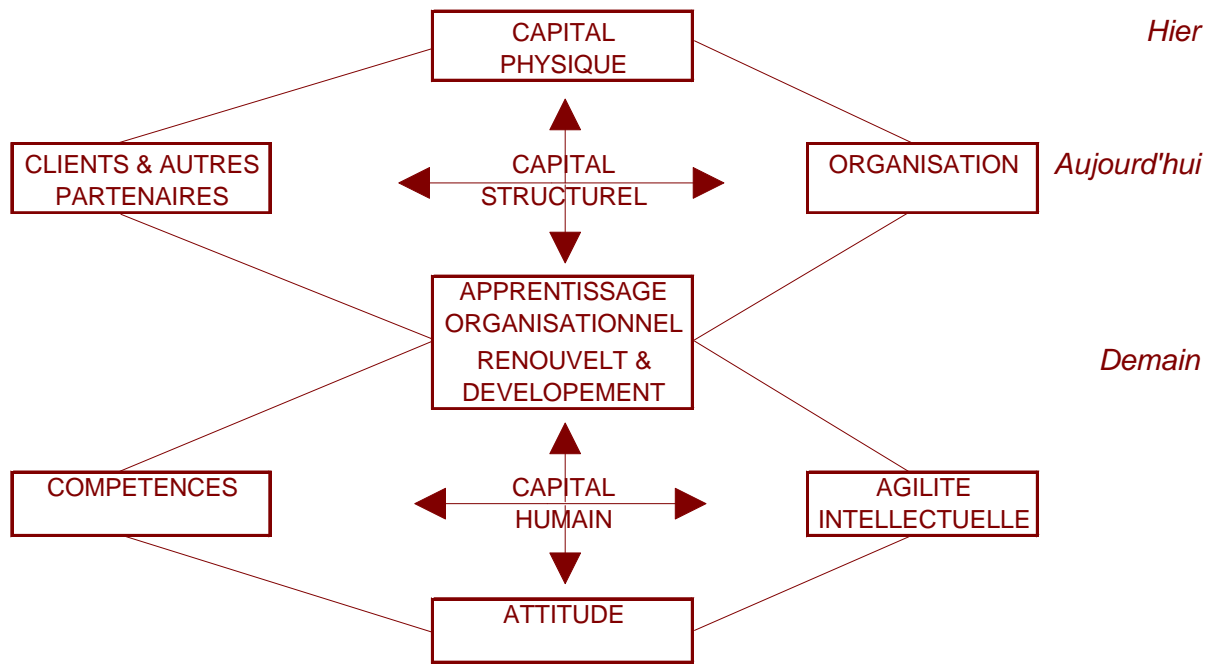 CAPITAL
PHYSIQUE
Hier
CLIENTS & AUTRES
PARTENAIRES
CAPITAL
STRUCTUREL
ORGANISATION
Aujourd'hui
APPRENTISSAGE
ORGANISATIONNEL
RENOUVELT &
DEVELOPEMENT
Demain
COMPETENCES
CAPITAL
HUMAIN
AGILITE
INTELLECTUELLE
ATTITUDE